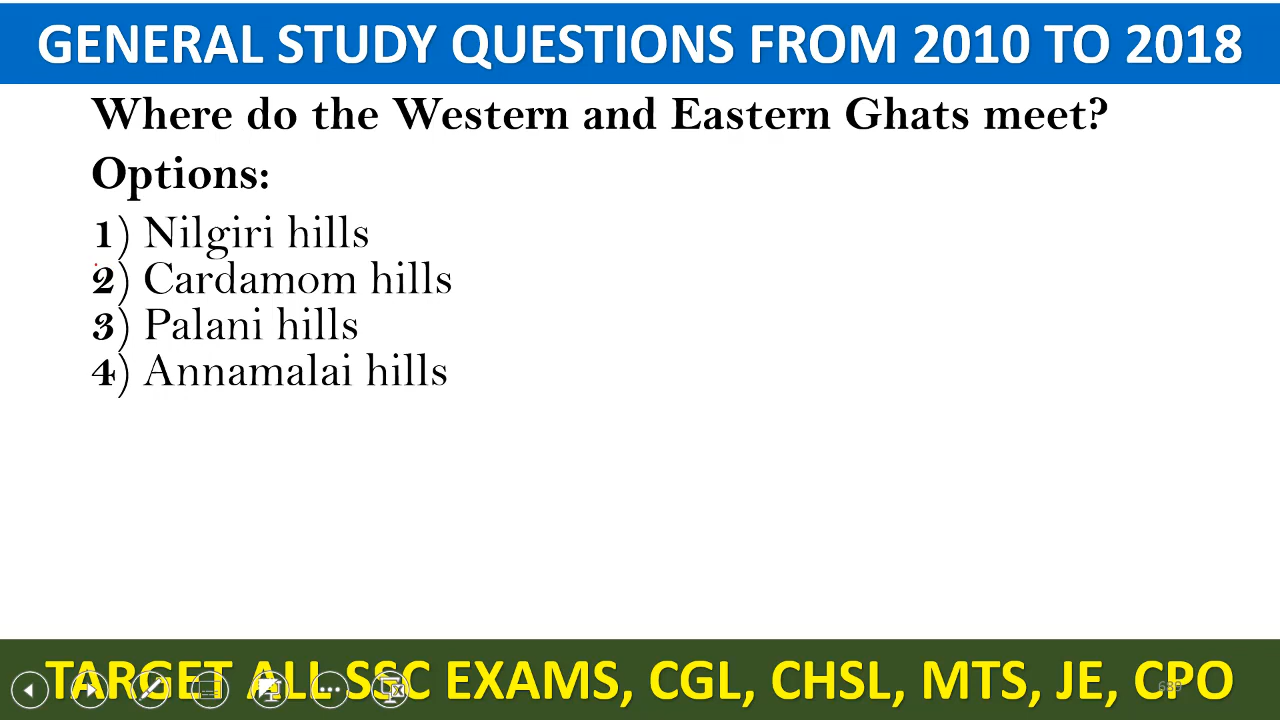 GENERAL STUDY QUESTIONS FROM 2010 TO 2018
Where do the Western and Eastern Ghats meet?
Options:
1) Nilgiri hills
2) Cardamom hills
3) Palani hills
4) Annamalai hills
TARGET ALL SSC EXAMS, CGL, CHSL, MTS, JE, CPO